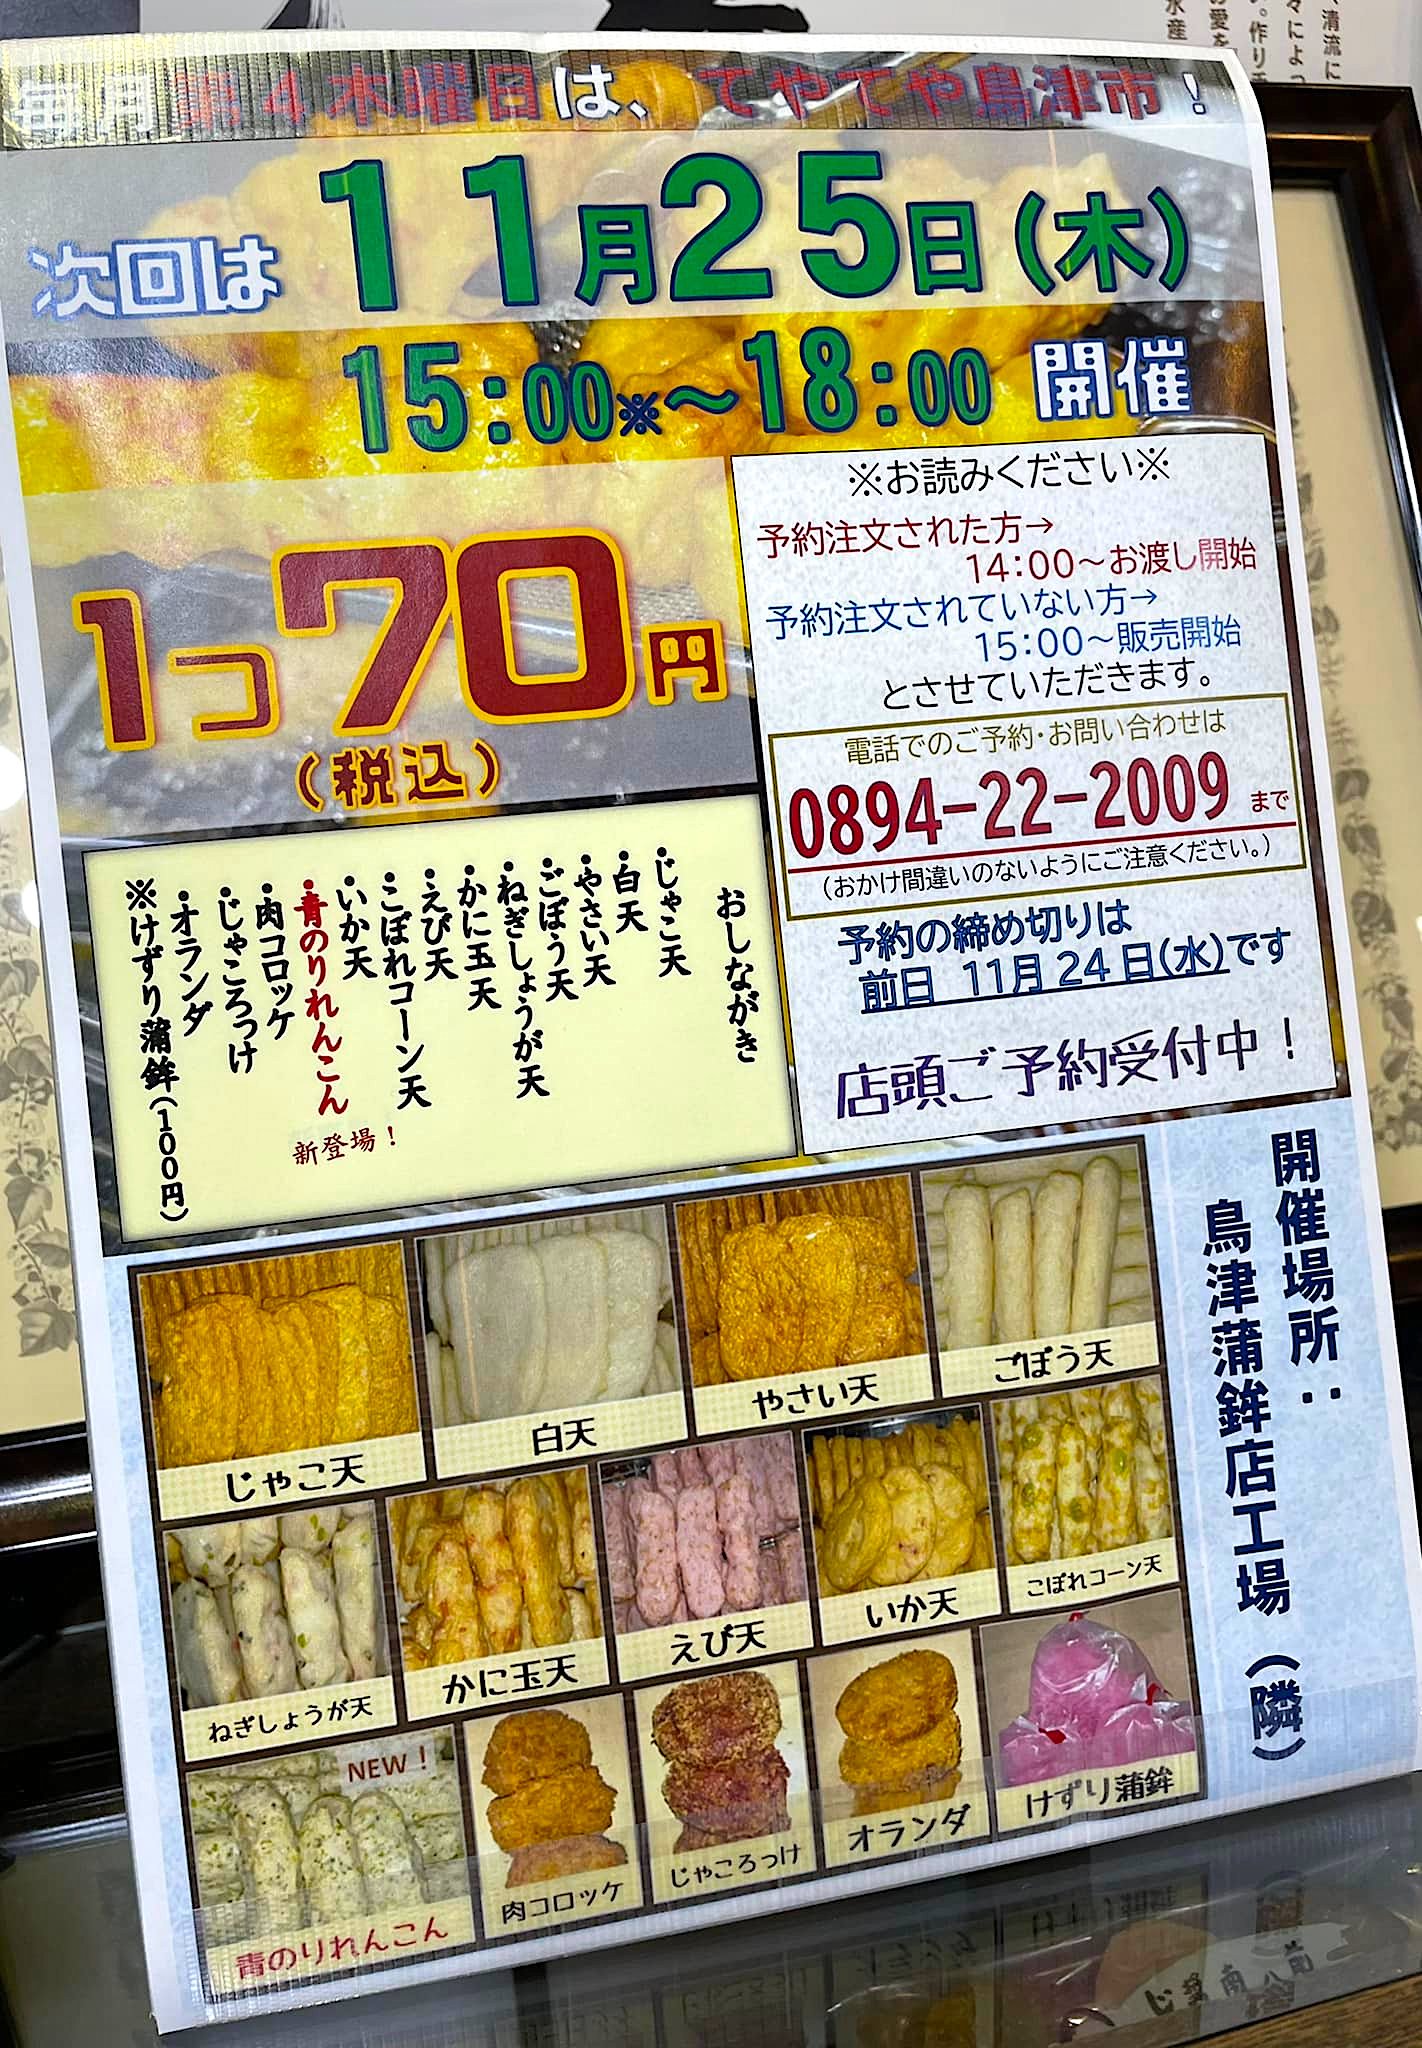 毎月第4木曜日は、てやてや鳥津市！
次回は 11月25日(木)
15:00※～18:00 開催
1つ70円
(税込)
※お読みください※
予約注文された方→
14:00～お渡し開始
予約注文されていない方→
15:00～販売開始
とさせていただきます。
電話でのご予約・お問い合わせは
0894-22-2009 まで
(おかけ間違いのないようにご注意ください。)
予約の締め切りは
前日 11月24日(水)です
店頭ご予約受付中！
おしながき
・じゃこ天
・白天
・やさい天
・ごぼう天
・ねぎしょうが天
・かに玉天
・えび天
・こぼれコーン天
・いか天
・青のりれんこん 新登場！
・肉コロッケ
・じゃころっけ
・オランダ
※けずり蒲鉾(100円)
開催場所：
鳥津蒲鉾店工場(隣)
じゃこ天
白天
やさい天
ごぼう天
ねぎしょうが天
かに玉天
えび天
いか天
こぼれコーン天
NEW！
青のりれんこん
肉コロッケ
じゃころっけ
オランダ
けずり蒲鉾